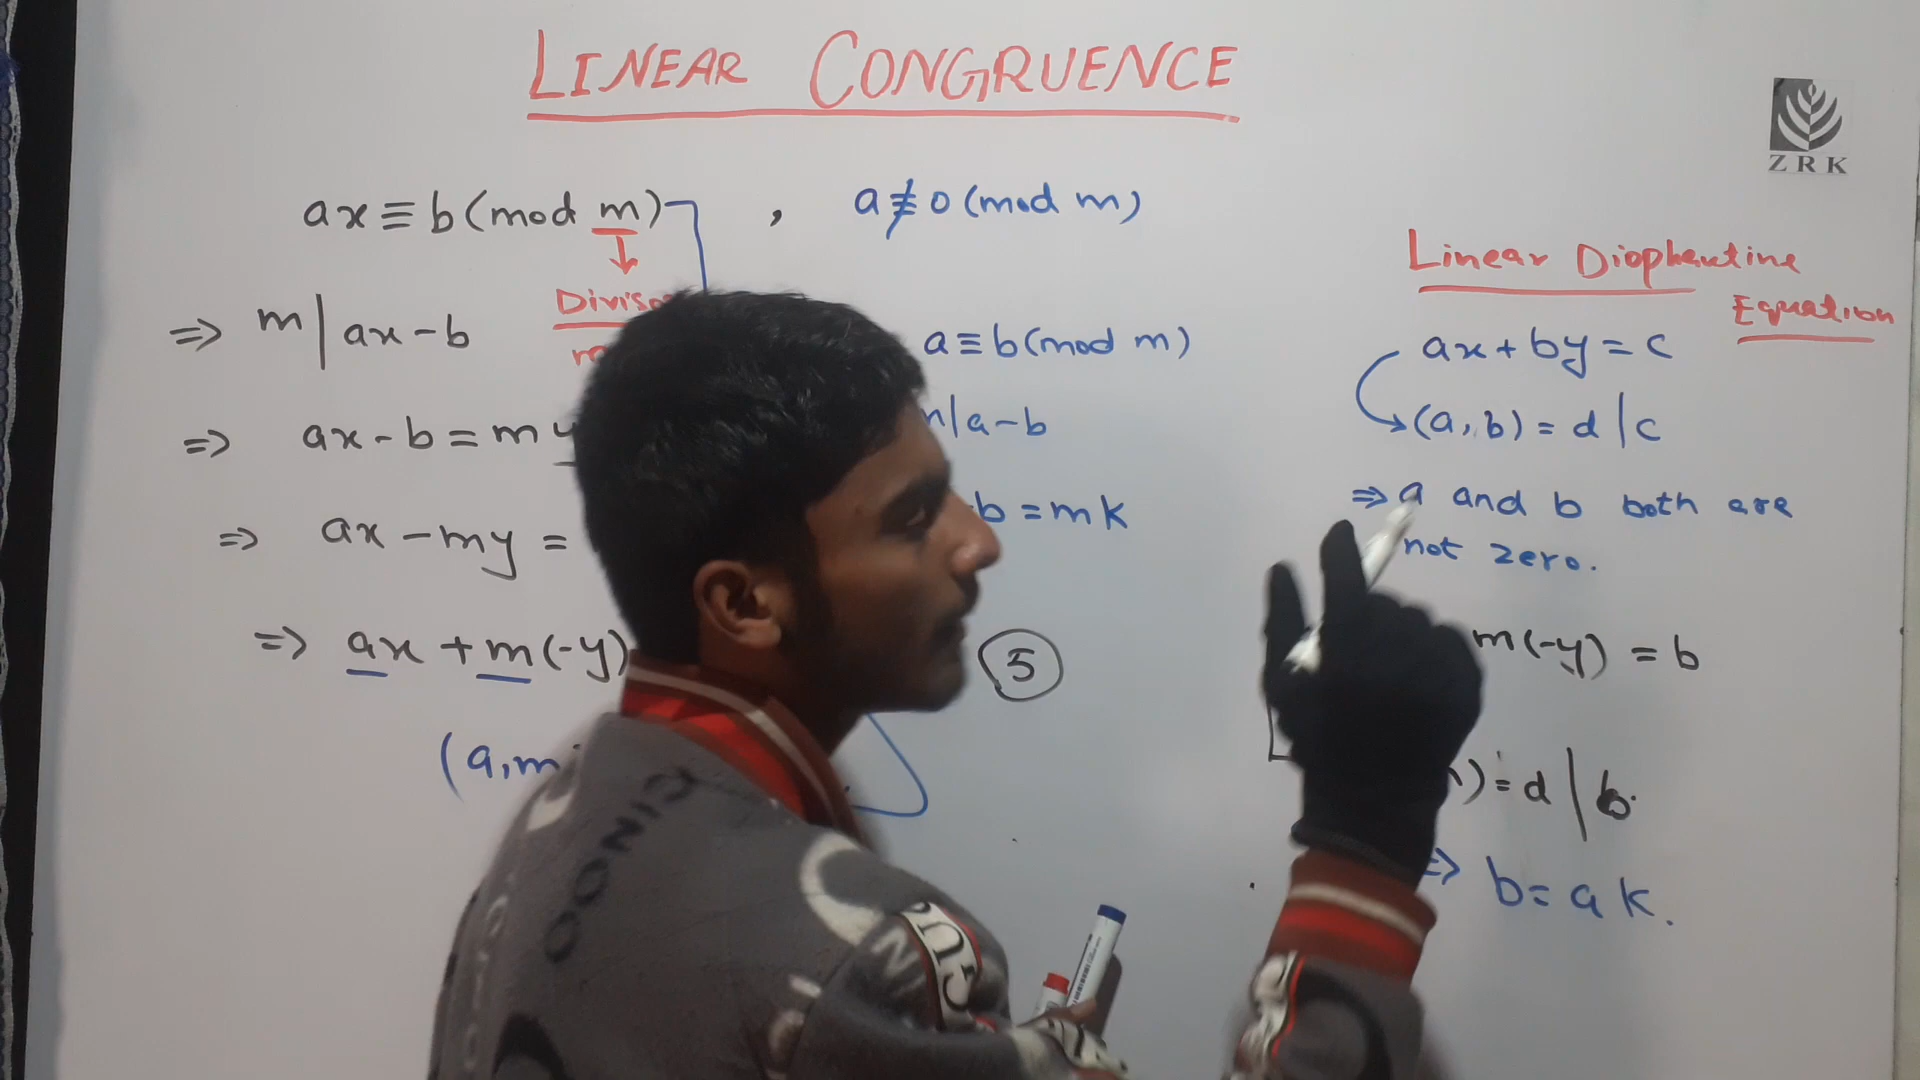 LINEAR CONGRUENCE
ZRK
ax ≡ b (mod m) , a ≢ 0 (mod m)
Linear Diophantine
Equation
Diviso
⇒ m | ax - b
a ≡ b (mod m)
ax + by = c
⇒ ax - b = m
| a - b
(a, b) = d | c
⇒ a and b both are
not zero.
⇒ ax - my =
b = mk
⇒ ax + m(-y)
5
m(-y) = b
(a, m
) = d | b.
⇒ b = ak.